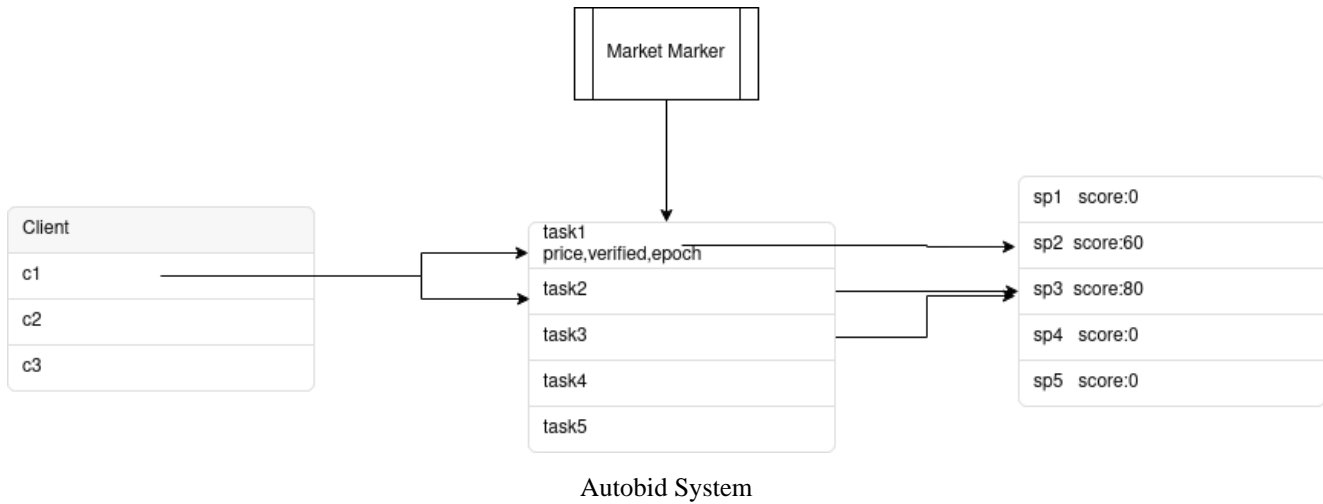 Market Marker
Client
c1
c2
c3
task1
price,verified,epoch
task2
task3
task4
task5
sp1 score:0
sp2 score:60
sp3 score:80
sp4 score:0
sp5 score:0
Autobid System